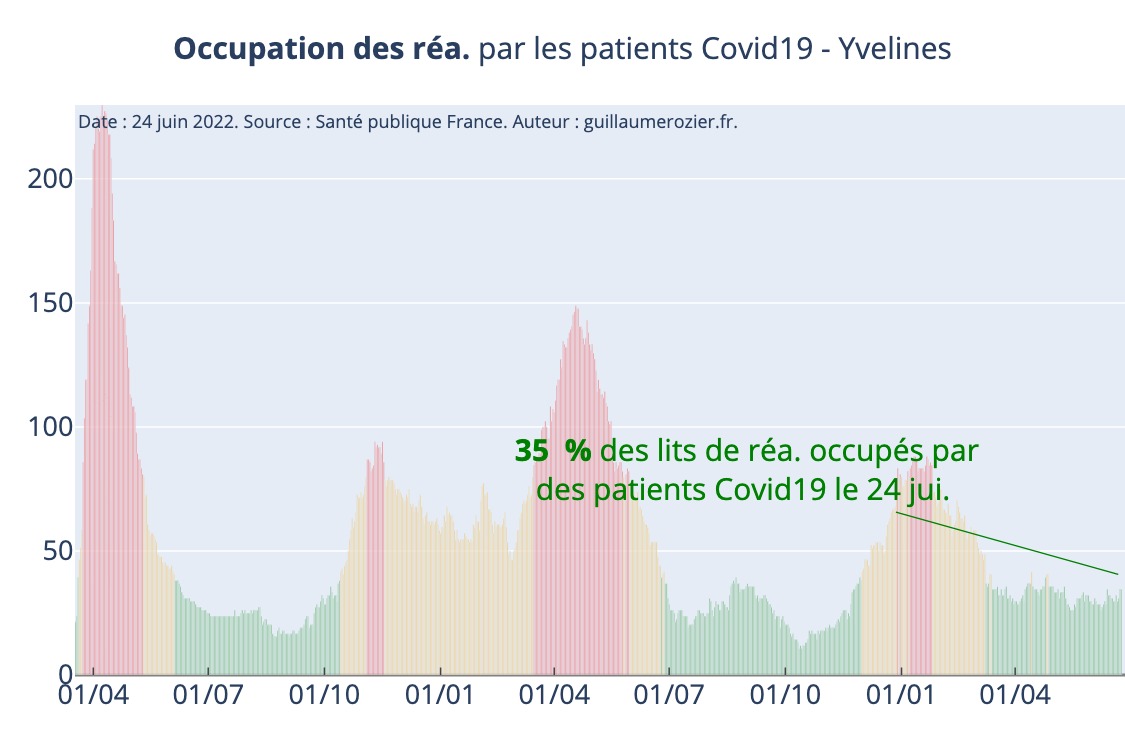 Occupation des réa. par les patients Covid19 - Yvelines
Date : 24 juin 2022. Source : Santé publique France. Auteur : guillaumerozier.fr.
200
150
100
35 % des lits de réa. occupés par
des patients Covid19 le 24 jui.
50
0
01/04 01/07 01/10 01/01 01/04 01/07 01/10 01/01 01/04